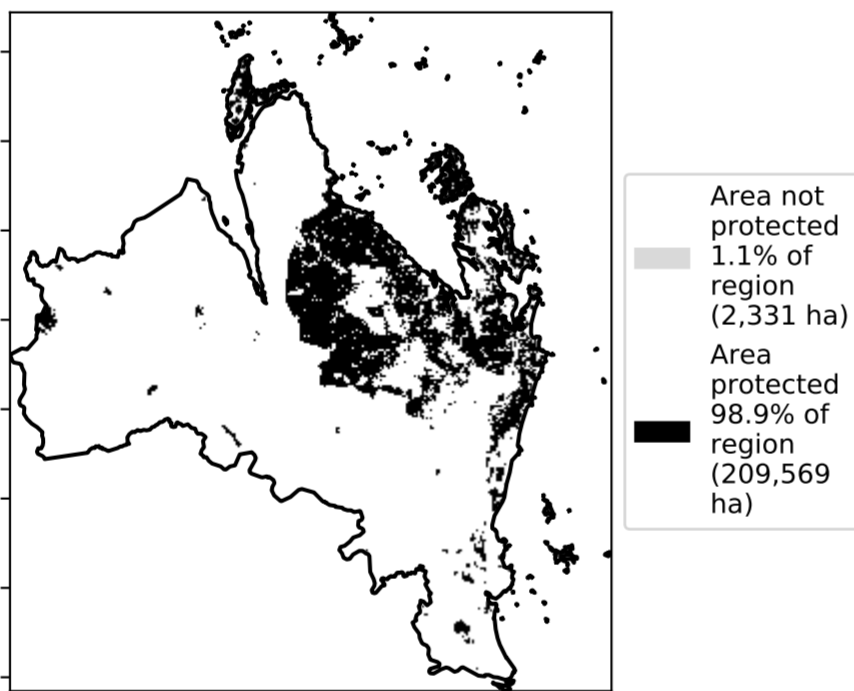 Area not
protected
1.1% of
region
(2,331 ha)
Area
protected
98.9% of
region
(209,569
ha)